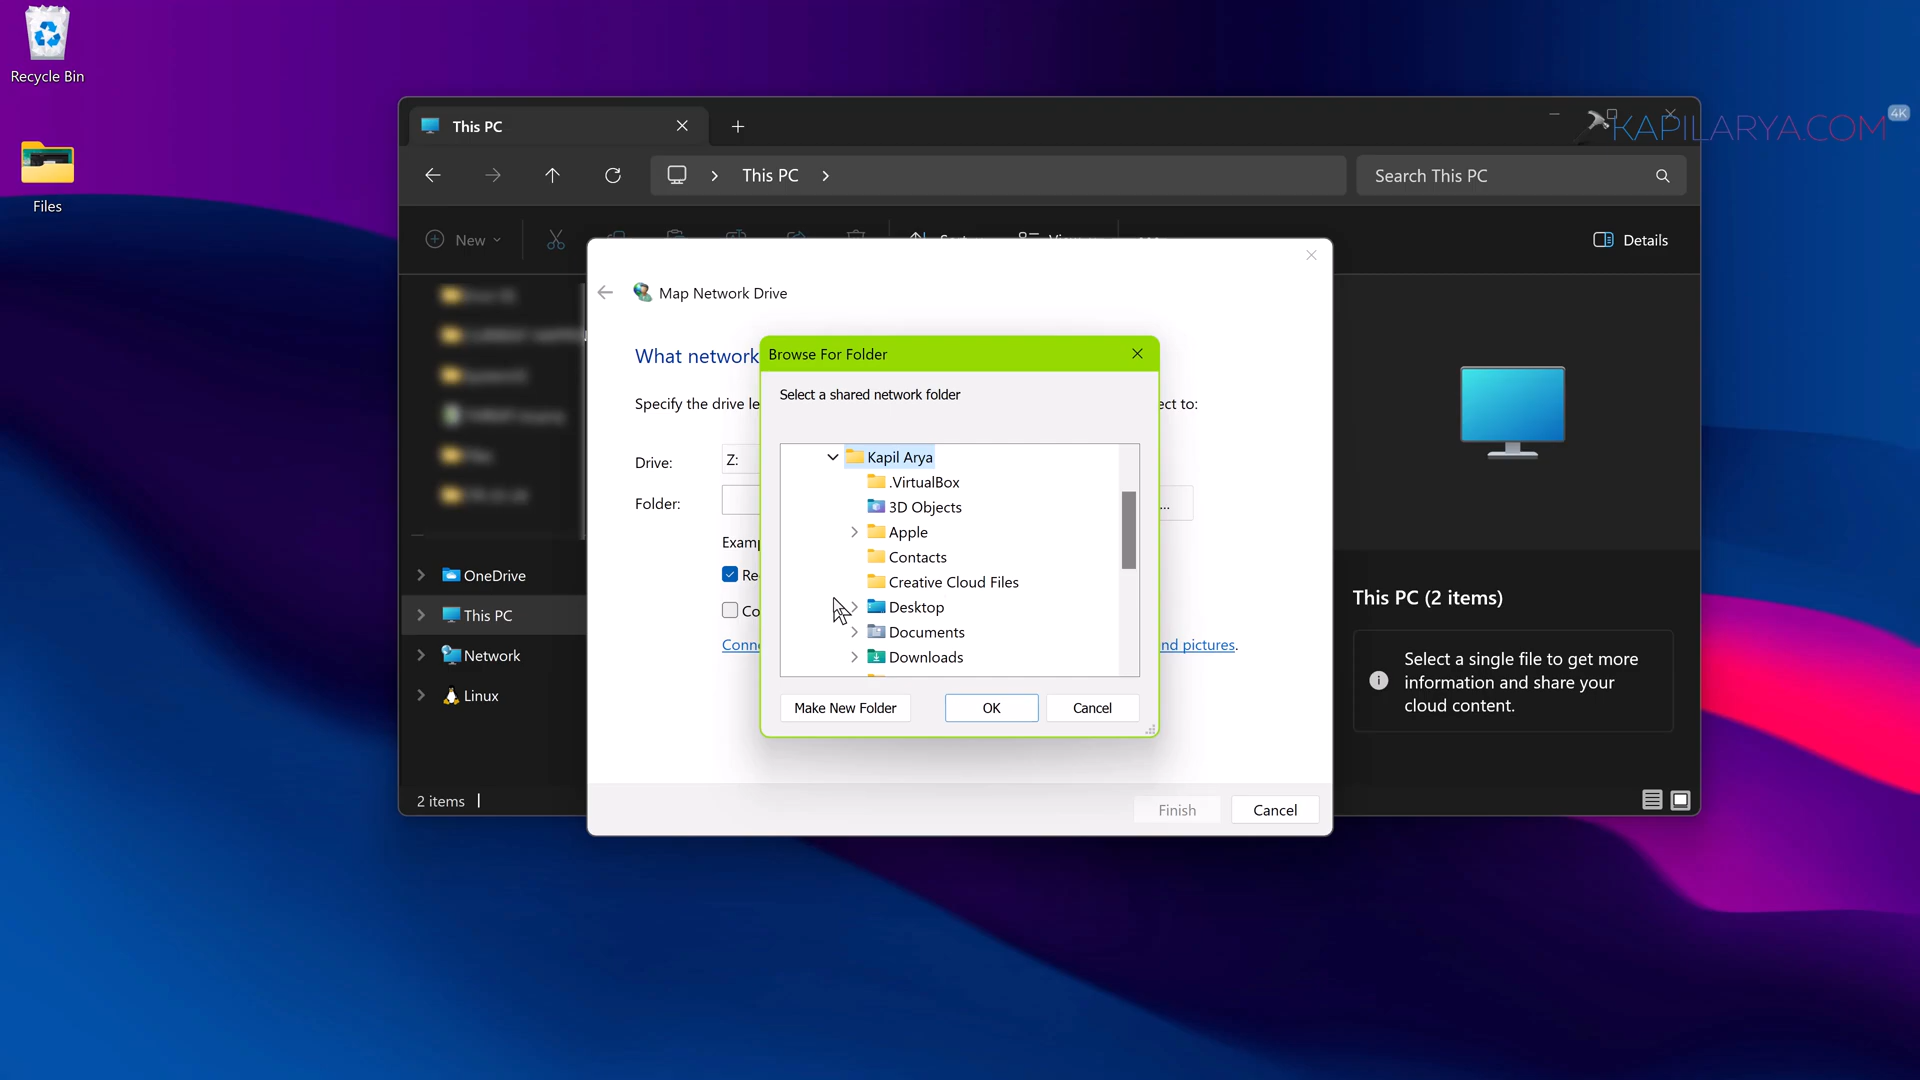 Recycle Bin
Files
KAPILARYA.COM
4K
This PC
This PC
Search This PC
New
Details
Map Network Drive
What network
Specify the drive le
ect to:
Drive:
Z:
Folder:
...
Examp
Re
Co
Conne
nd pictures.
Finish
Cancel
Browse For Folder
Select a shared network folder
Kapil Arya
.VirtualBox
3D Objects
Apple
Contacts
Creative Cloud Files
Desktop
Documents
Downloads
Make New Folder
OK
Cancel
OneDrive
This PC
Network
Linux
2 items
This PC (2 items)
Select a single file to get more
information and share your
cloud content.